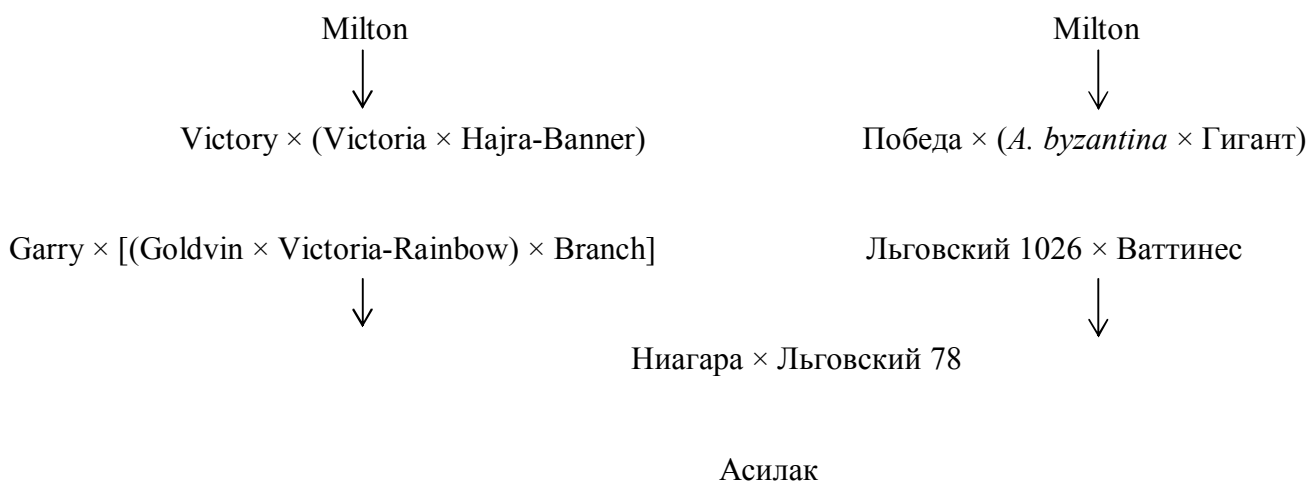 Milton Milton
Victory × (Victoria × Hajra-Banner) Победа × (A. byzantina × Гигант)
Garry × [(Goldvin × Victoria-Rainbow) × Branch] Льговский 1026 × Ваттинес
Ниагара × Льговский 78
Асилак